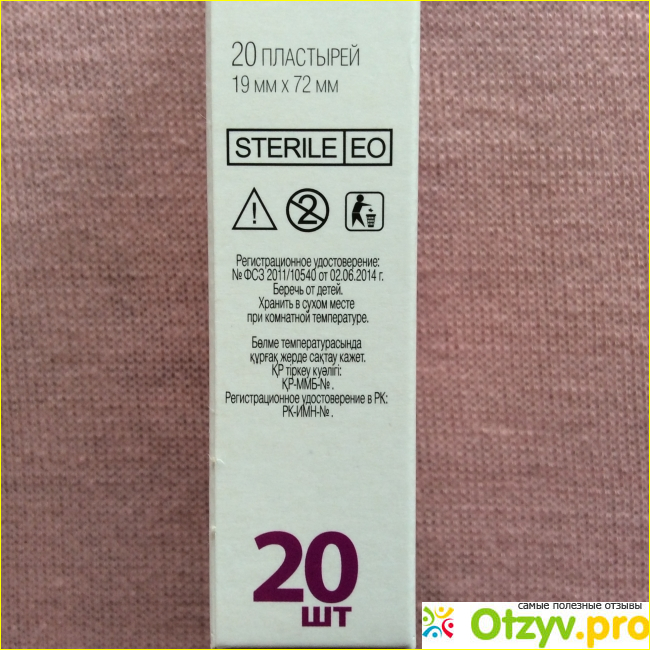 20 ПЛАСТЫРЕЙ
19 ММ X 72 ММ
STERILE EO
2
Регистрационное удостоверение:
№ ФСЗ 2011/10540 от 02.06.2014 г.
Беречь от детей.
Хранить в сухом месте
при комнатной температуре.
Бөлме температурасында
құрғақ жерде сақтау кажет.
ҚР тіркеу куәлігі:
ҚР-ММБ-№ .
Регистрационное удостоверение в РК:
РК-ИМН-№ .
20
шт
самые полезные отзывы
Otzyv.pro